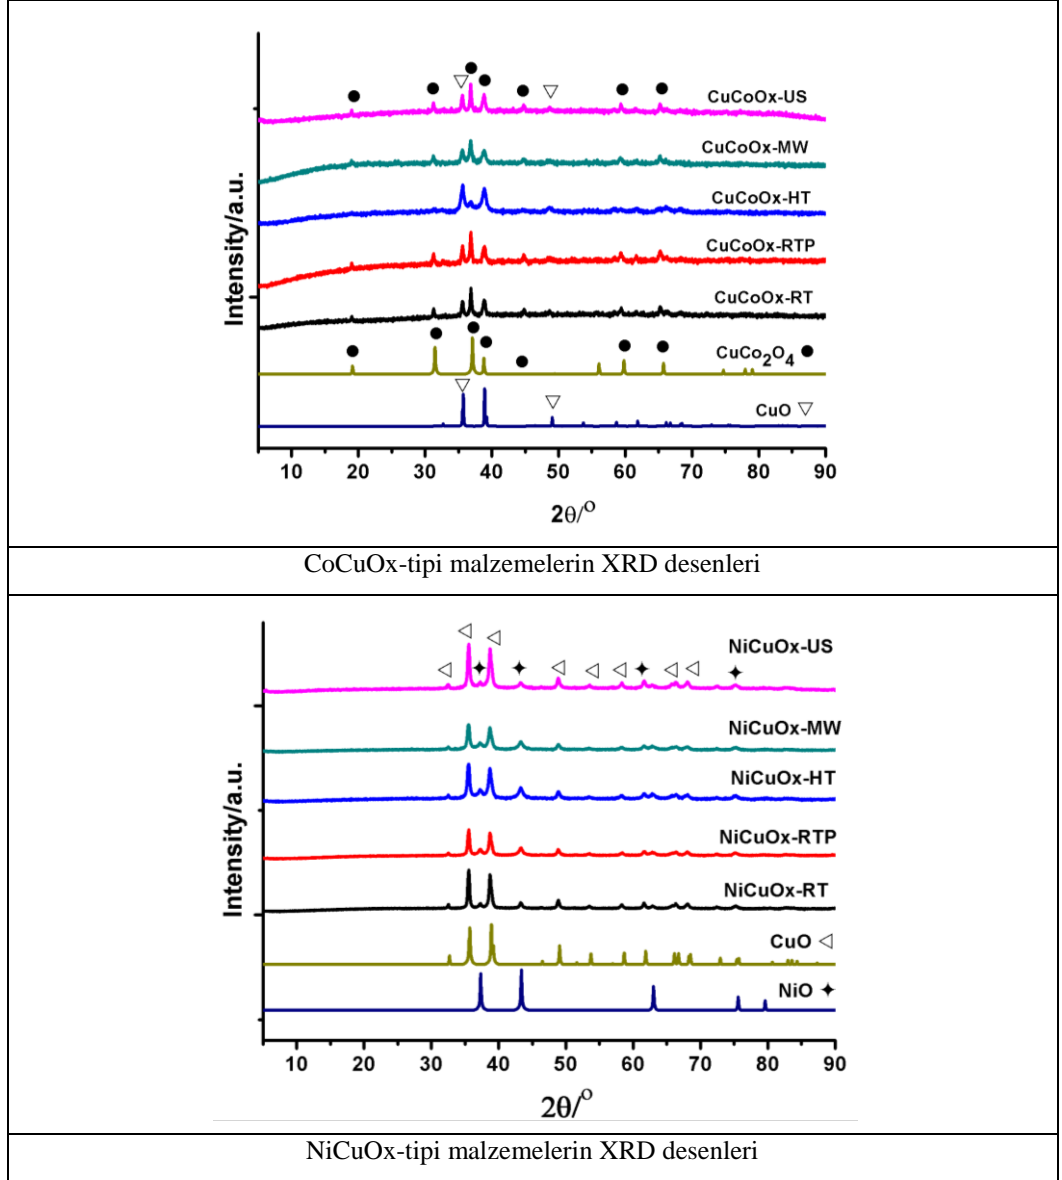 CuCoOx-US
CuCoOx-MW
CuCoOx-HT
CuCoOx-RTP
CuCoOx-RT
CuCo2O4 ●
CuO ▽
Intensity/a.u.
10 20 30 40 50 60 70 80 90
2θ/o
CoCuOx-tipi malzemelerin XRD desenleri
NiCuOx-US
NiCuOx-MW
NiCuOx-HT
NiCuOx-RTP
NiCuOx-RT
CuO ◁
NiO ✦
Intensity/a.u.
10 20 30 40 50 60 70 80 90
2θ/o
NiCuOx-tipi malzemelerin XRD desenleri